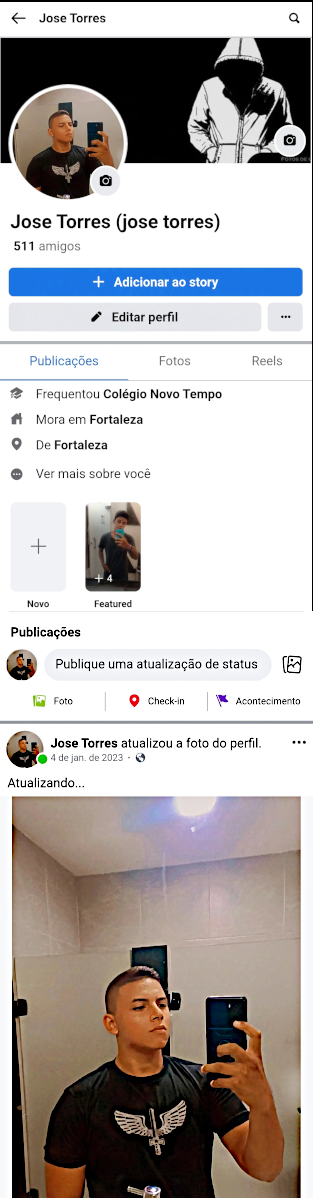 Jose Torres
FOTOS DE
Jose Torres (jose torres)
511 amigos
Adicionar ao story
Editar perfil
Publicações Fotos Reels
Frequentou Colégio Novo Tempo
Mora em Fortaleza
De Fortaleza
Ver mais sobre você
+ 4
Novo Featured
Publicações
Publique uma atualização de status
Foto Check-in Acontecimento
Jose Torres atualizou a foto do perfil.
4 de jan. de 2023 ·
Atualizando...